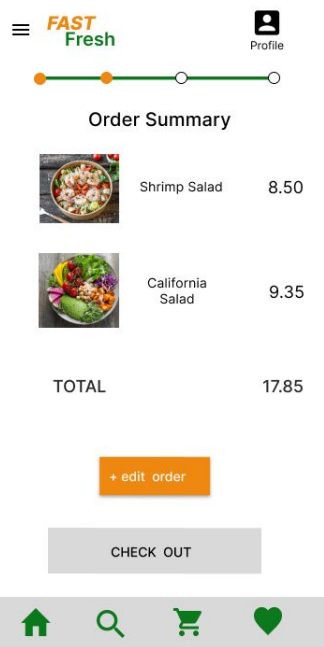 FAST
Fresh
Profile
Order Summary
Shrimp Salad 8.50
California
Salad 9.35
TOTAL 17.85
+ edit order
CHECK OUT